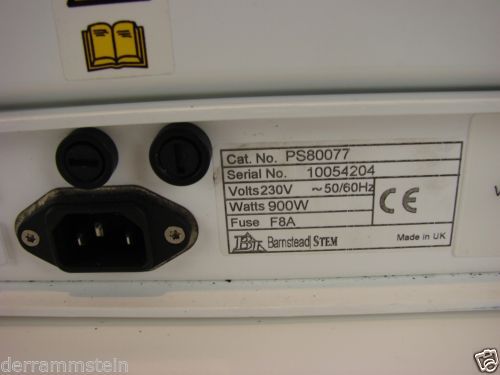 Cat. No. PS80077
Serial No. 10054204
Volts 230V ~ 50/60Hz
Watts 900W
Fuse F8A
CE
Barnstead STEM
Made in UK
derrammstein